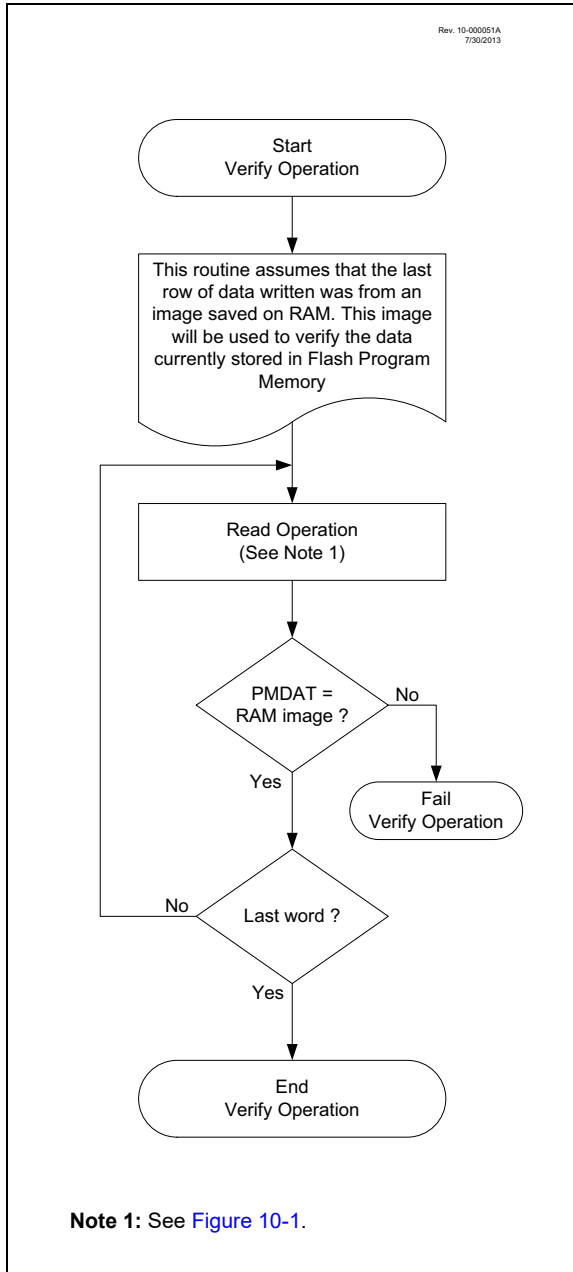 Rev. 10-000051A
7/30/2013
Start
Verify Operation
This routine assumes that the last
row of data written was from an
image saved on RAM. This image
will be used to verify the data
currently stored in Flash Program
Memory
Read Operation
(See Note 1)
PMDAT =
RAM image ?
No
Yes
Fail
Verify Operation
Last word ?
No
Yes
End
Verify Operation
Note 1: See Figure 10-1.